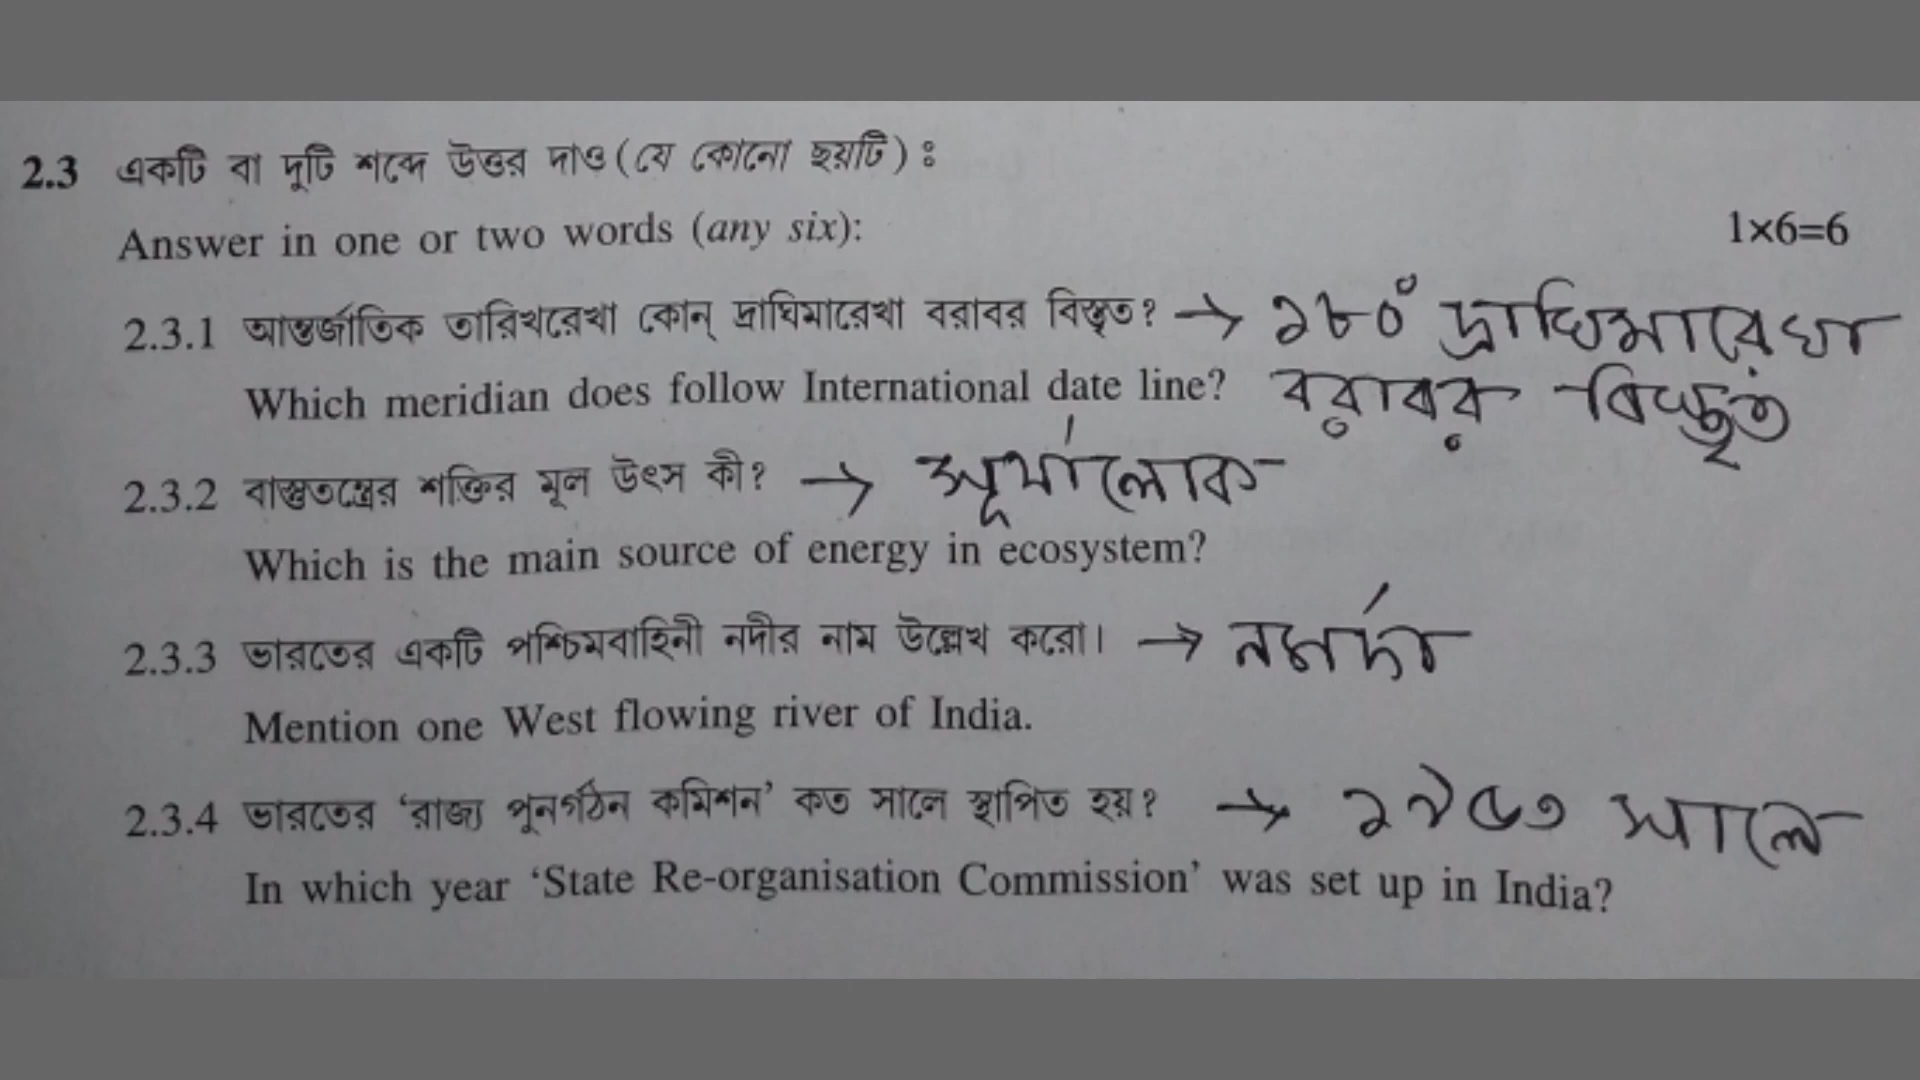 2.3 একটি বা দুটি শব্দে উত্তর দাও (যে কোনো ছয়টি) :
Answer in one or two words (any six): 1×6=6
2.3.1 আন্তর্জাতিক তারিখরেখা কোন্ দ্রাঘিমারেখা বরাবর বিস্তৃত? → ১৮০° দ্রাঘিমারেখা
Which meridian does follow International date line? বরাবর বিস্তৃত
2.3.2 বাস্তুতন্ত্রের শক্তির মূল উৎস কী? → সূর্যালোক
Which is the main source of energy in ecosystem?
2.3.3 ভারতের একটি পশ্চিমবাহিনী নদীর নাম উল্লেখ করো। → নর্মদা
Mention one West flowing river of India.
2.3.4 ভারতের ‘রাজ্য পুনর্গঠন কমিশন’ কত সালে স্থাপিত হয়? → ১৯৫৩ সালে
In which year ‘State Re-organisation Commission’ was set up in India?